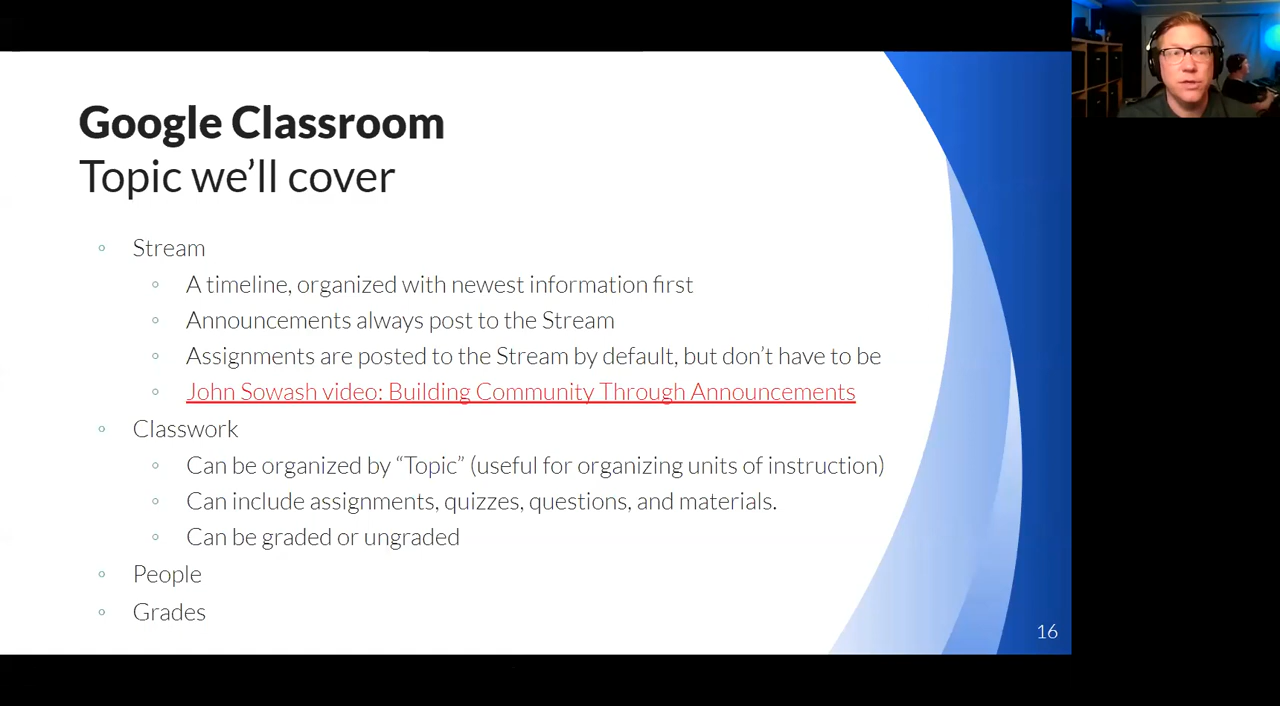 Google Classroom
Topic we’ll cover
Stream
A timeline, organized with newest information first
Announcements always post to the Stream
Assignments are posted to the Stream by default, but don’t have to be
John Sowash video: Building Community Through Announcements
Classwork
Can be organized by “Topic” (useful for organizing units of instruction)
Can include assignments, quizzes, questions, and materials.
Can be graded or ungraded
People
Grades
16